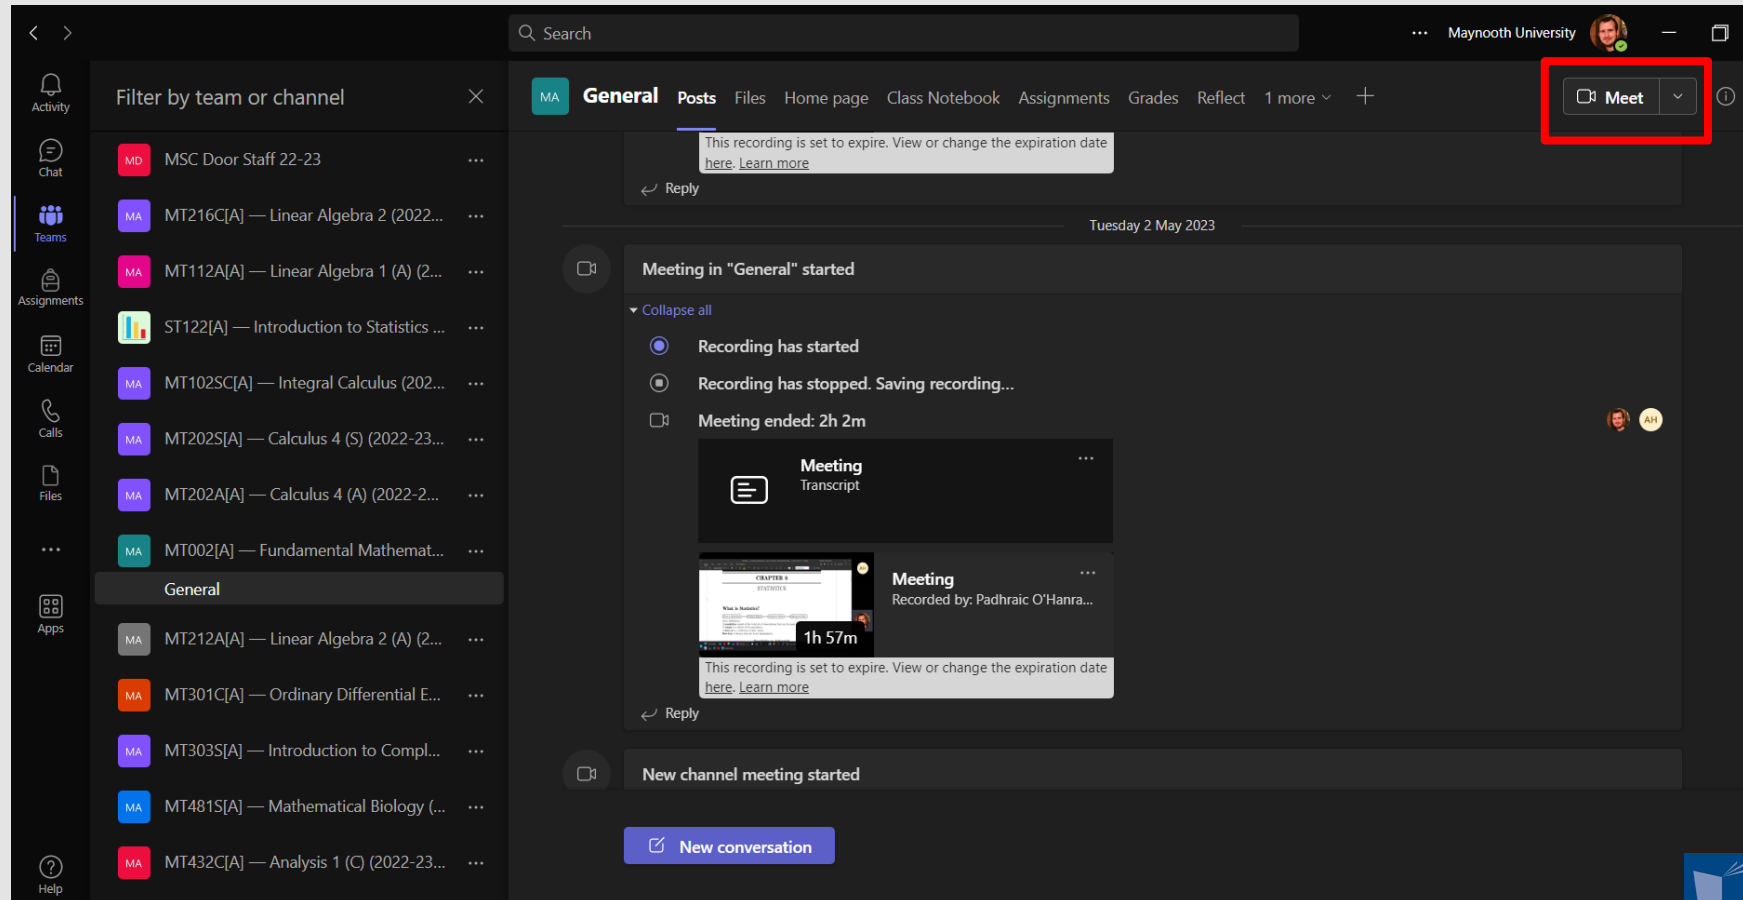 Search
Maynooth University
Activity
Chat
Teams
Assignments
Calendar
Calls
Files
Apps
Help
Filter by team or channel
MD MSC Door Staff 22-23
MA MT216C[A] — Linear Algebra 2 (2022...
MA MT112A[A] — Linear Algebra 1 (A) (2...
ST122[A] — Introduction to Statistics ...
MA MT102SC[A] — Integral Calculus (202...
MA MT202S[A] — Calculus 4 (S) (2022-23...
MA MT202A[A] — Calculus 4 (A) (2022-2...
MA MT002[A] — Fundamental Mathemat...
General
MA MT212A[A] — Linear Algebra 2 (A) (2...
MA MT301C[A] — Ordinary Differential E...
MA MT303S[A] — Introduction to Compl...
MA MT481S[A] — Mathematical Biology (...
MA MT432C[A] — Analysis 1 (C) (2022-23...
MA General Posts Files Home page Class Notebook Assignments Grades Reflect 1 more
Meet
This recording is set to expire. View or change the expiration date
here. Learn more
Reply
Tuesday 2 May 2023
Meeting in "General" started
Collapse all
Recording has started
Recording has stopped. Saving recording...
Meeting ended: 2h 2m
AH
Meeting
Transcript
CHAPTER 8
STATISTICS
What is Statistics?
AH
1h 57m
Meeting
Recorded by: Padhraic O'Hanra...
This recording is set to expire. View or change the expiration date
here. Learn more
Reply
New channel meeting started
New conversation